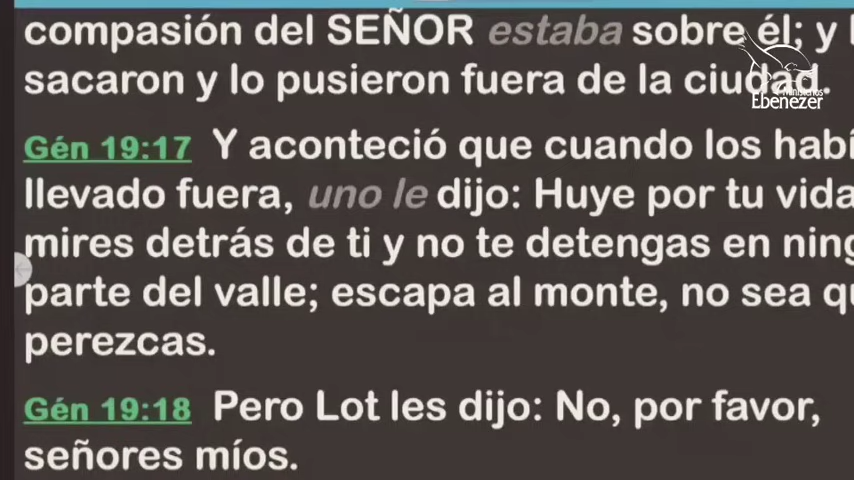 compasión del SEÑOR estaba sobre él; y
sacaron y lo pusieron fuera de la ciudad.
Ministerios
Ebenezer
Gén 19:17 Y aconteció que cuando los habí
llevado fuera, uno le dijo: Huye por tu vida
mires detrás de ti y no te detengas en ning
parte del valle; escapa al monte, no sea qu
perezcas.
Gén 19:18 Pero Lot les dijo: No, por favor,
señores míos.